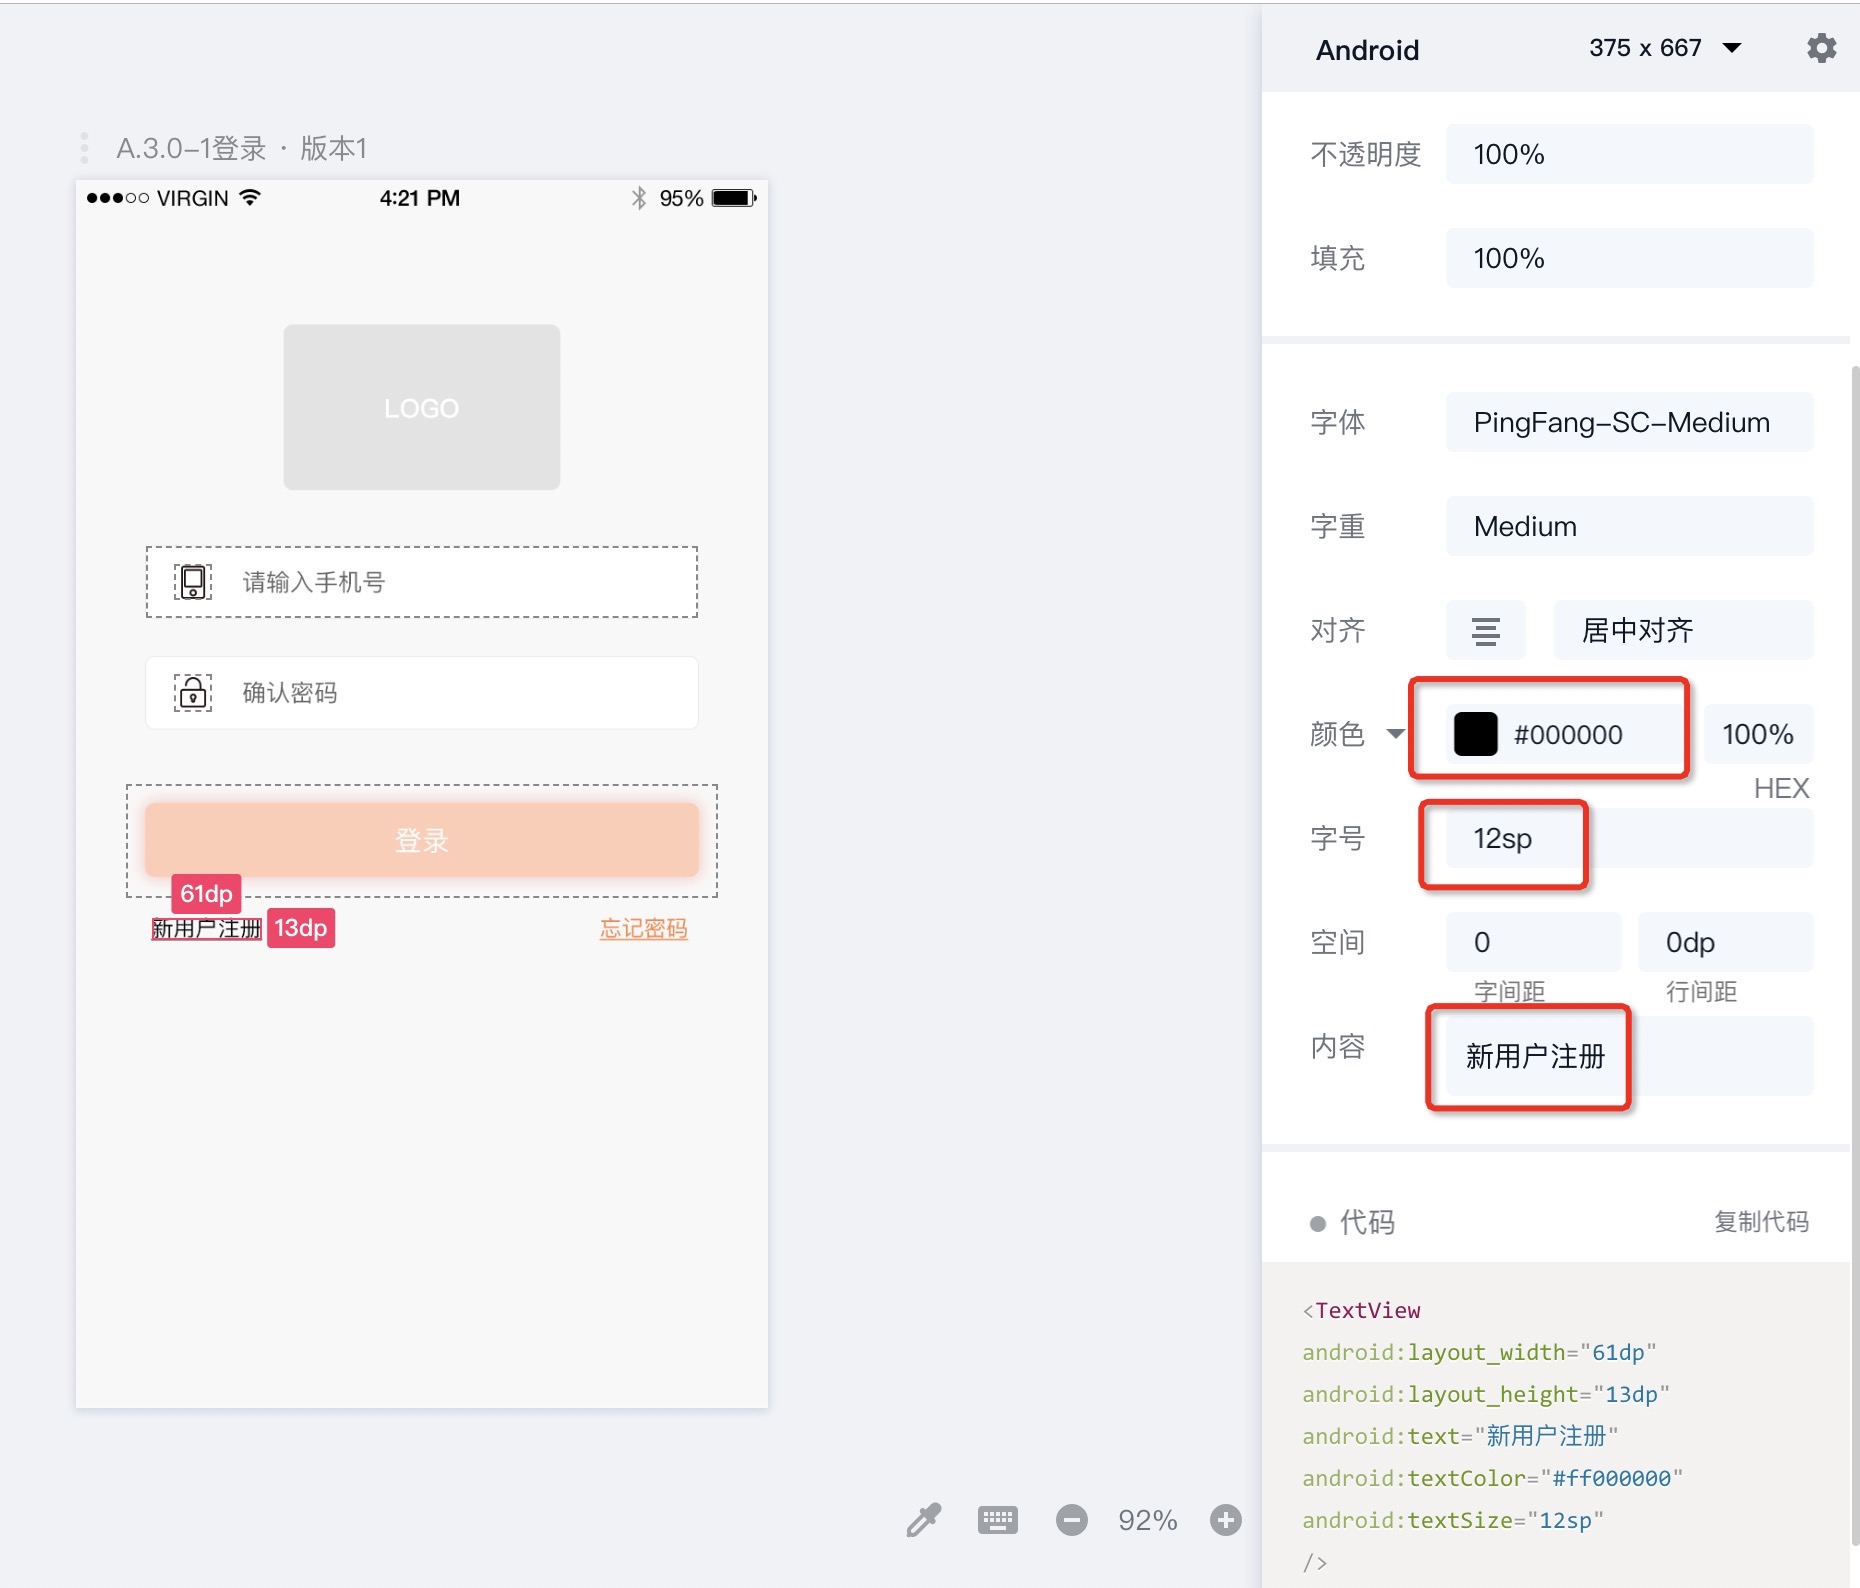 A.3.0-1登录 · 版本1
VIRGIN 4:21 PM 95%
LOGO
请输入手机号
确认密码
登录
61dp
新用户注册 13dp 忘记密码
92%
Android 375 x 667
不透明度 100%
填充 100%
字体 PingFang-SC-Medium
字重 Medium
对齐 居中对齐
颜色 #000000 100%
HEX
字号 12sp
空间 0 0dp
字间距 行间距
内容 新用户注册
代码 复制代码
<TextView
android:layout_width="61dp"
android:layout_height="13dp"
android:text="新用户注册"
android:textColor="#ff000000"
android:textSize="12sp"
/>